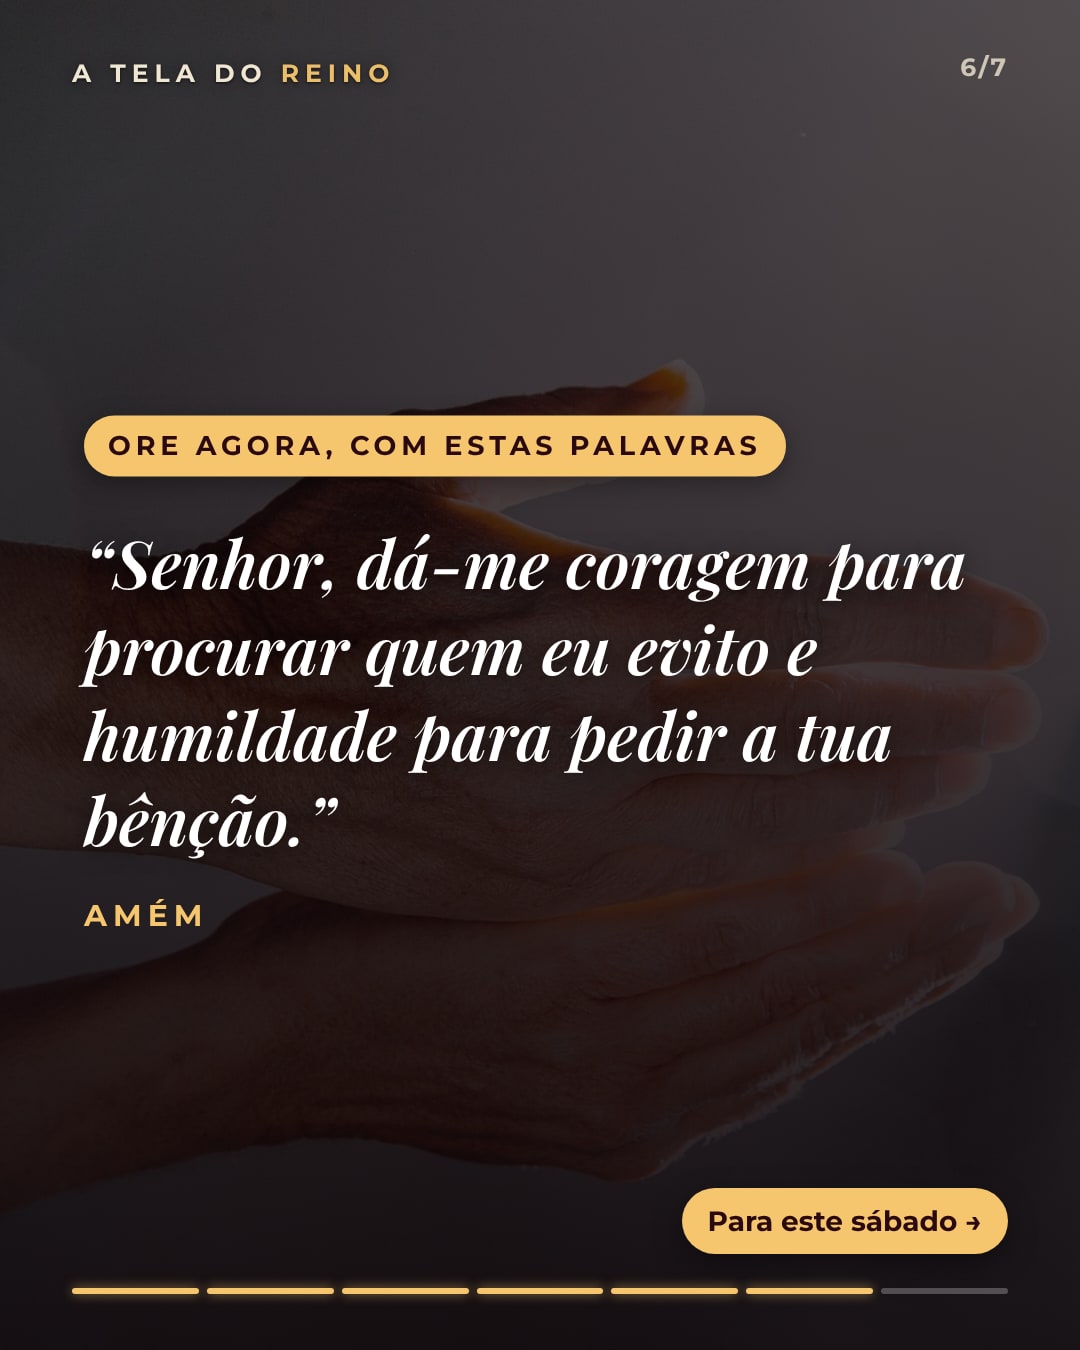 A TELA DO REINO
6/7
ORE AGORA, COM ESTAS PALAVRAS
“Senhor, dá-me coragem para
procurar quem eu evito e
humildade para pedir a tua
bênção.”
AMÉM
Para este sábado →